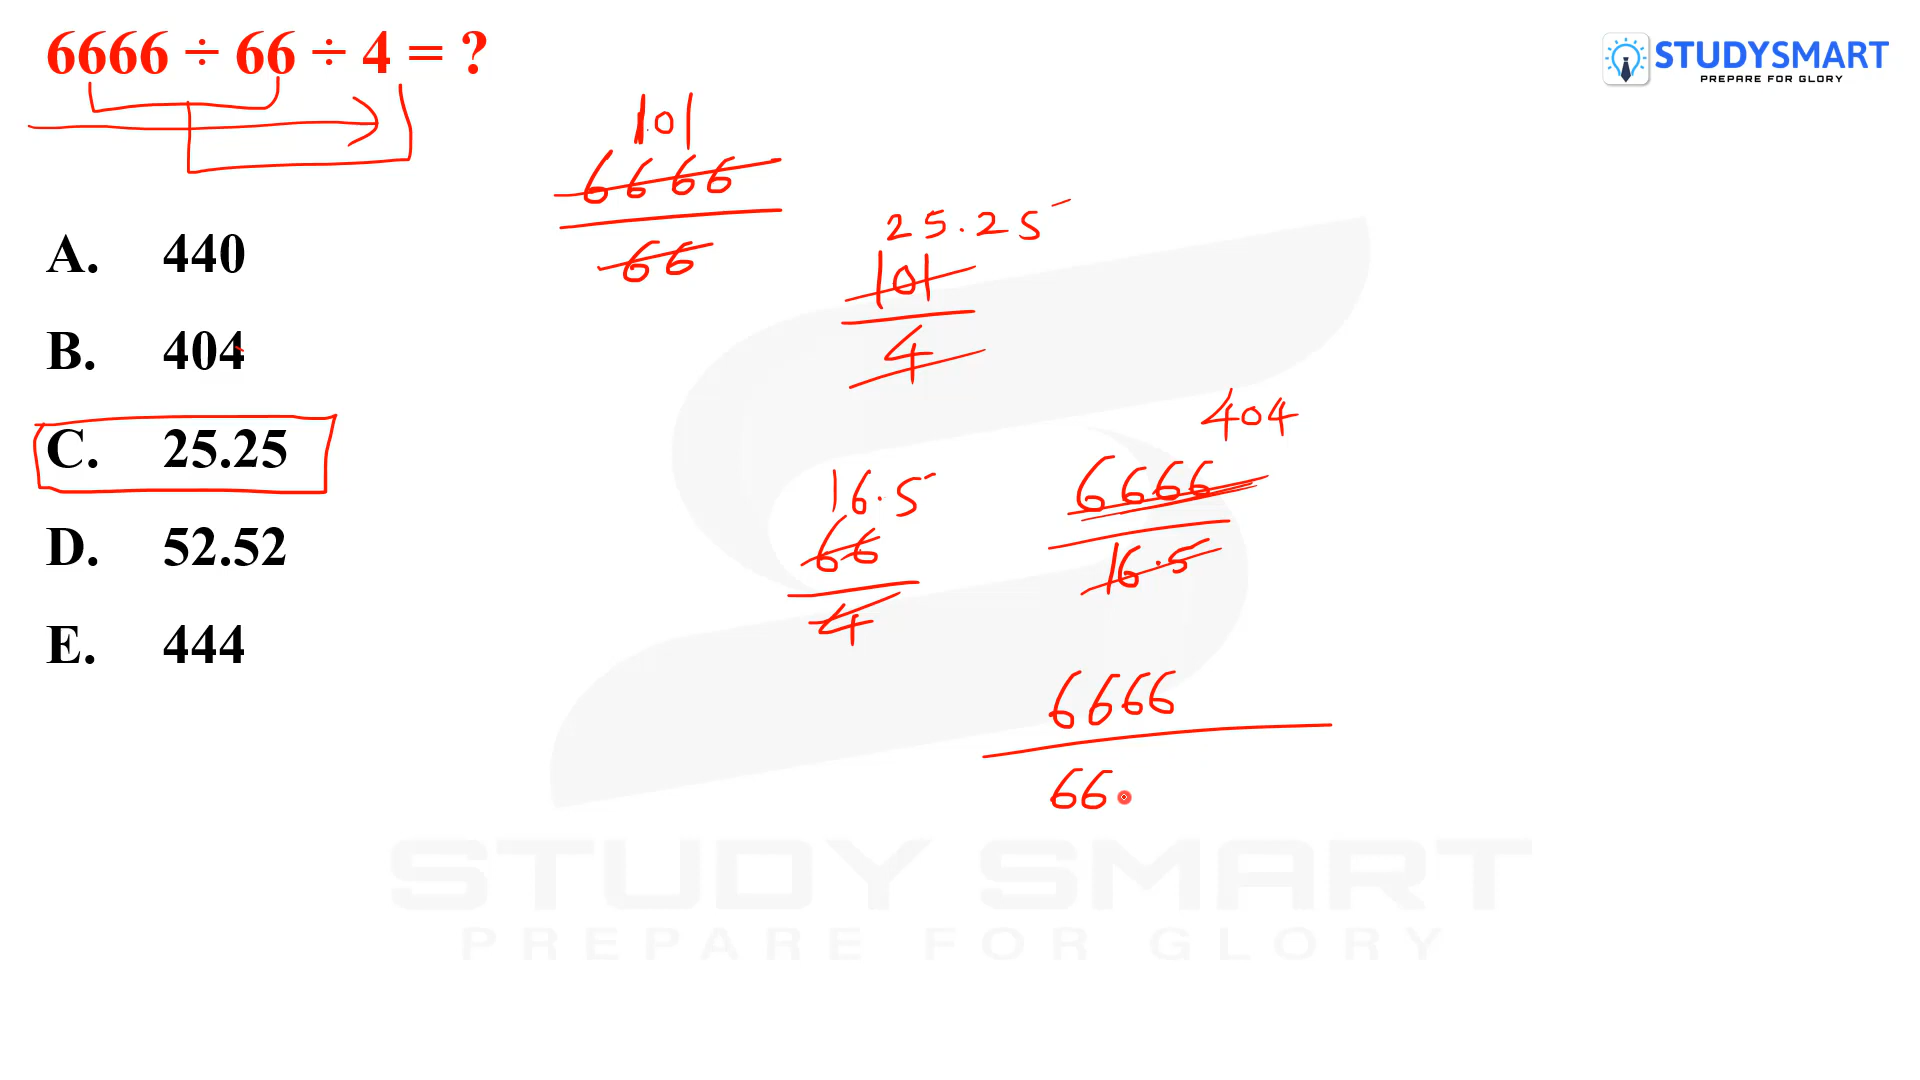 6666 ÷ 66 ÷ 4 = ?
STUDYSMART
PREPARE FOR GLORY
A. 440
B. 404
C. 25.25
D. 52.52
E. 444
101
6666
66
25.25
101
4
16.5
66
4
404
6666
16.5
6666
66
STUDY SMART
PREPARE FOR GLORY